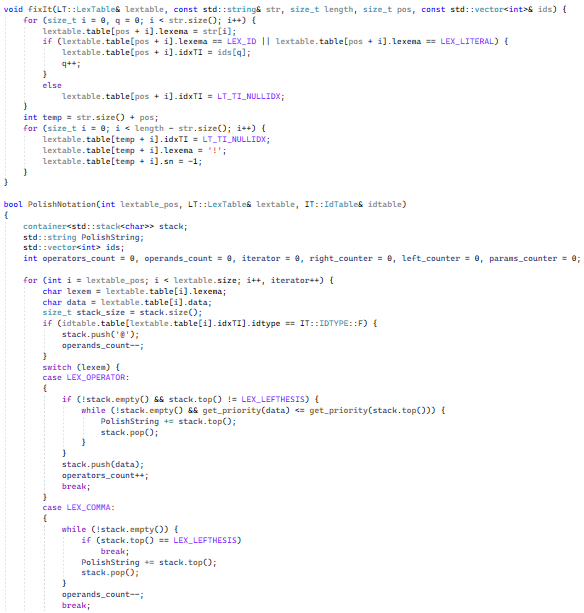 void fixIt(LT::LexTable& lextable, const std::string& str, size_t length, size_t pos, const std::vector<int>& ids) {
    for (size_t i = 0, q = 0; i < str.size(); i++) {
        lextable.table[pos + i].lexema = str[i];
        if (lextable.table[pos + i].lexema == LEX_ID || lextable.table[pos + i].lexema == LEX_LITERAL) {
            lextable.table[pos + i].idxTI = ids[q];
            q++;
        }
        else
            lextable.table[pos + i].idxTI = LT_TI_NULLIDX;
    }
    int temp = str.size() + pos;
    for (size_t i = 0; i < length - str.size(); i++) {
        lextable.table[temp + i].idxTI = LT_TI_NULLIDX;
        lextable.table[temp + i].lexema = '!';
        lextable.table[temp + i].sn = -1;
    }
}

bool PolishNotation(int lextable_pos, LT::LexTable& lextable, IT::IdTable& idtable)
{
    container<std::stack<char>> stack;
    std::string PolishString;
    std::vector<int> ids;
    int operators_count = 0, operands_count = 0, iterator = 0, right_counter = 0, left_counter = 0, params_counter = 0;

    for (int i = lextable_pos; i < lextable.size; i++, iterator++) {
        char lexem = lextable.table[i].lexema;
        char data = lextable.table[i].data;
        size_t stack_size = stack.size();
        if (idtable.table[lextable.table[i].idxTI].idtype == IT::IDTYPE::F) {
            stack.push('@');
            operands_count--;
        }
        switch (lexem) {
        case LEX_OPERATOR:
        {
            if (!stack.empty() && stack.top() != LEX_LEFTHESIS) {
                while (!stack.empty() && get_priority(data) <= get_priority(stack.top())) {
                    PolishString += stack.top();
                    stack.pop();
                }
            }
            stack.push(data);
            operators_count++;
            break;
        }
        case LEX_COMMA:
        {
            while (!stack.empty()) {
                if (stack.top() == LEX_LEFTHESIS)
                    break;
                PolishString += stack.top();
                stack.pop();
            }
            operands_count--;
            break;